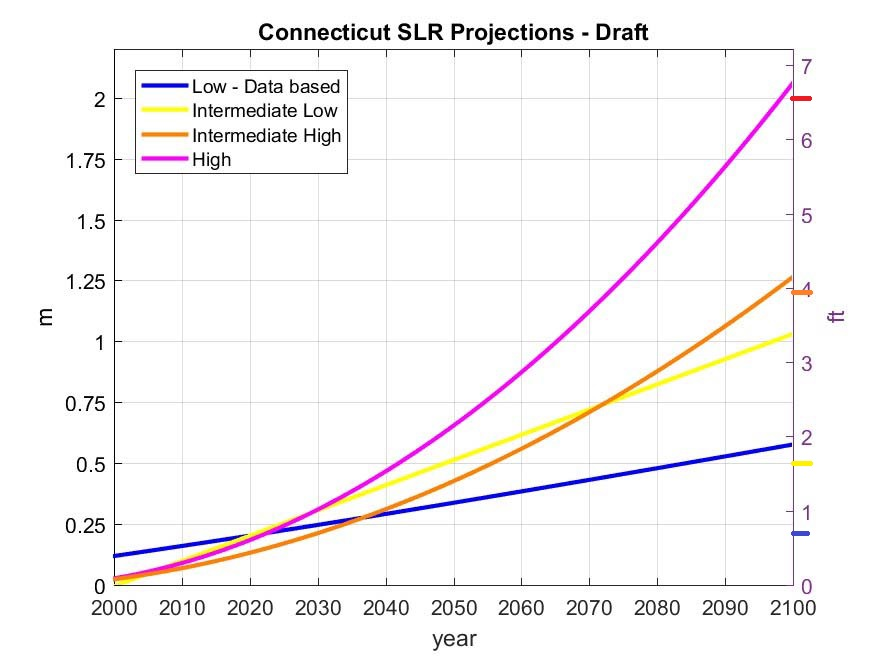 Connecticut SLR Projections - Draft
Low - Data based
Intermediate Low
Intermediate High
High
2
1.75
1.5
1.25
1
0.75
0.5
0.25
0
m
7
6
5
4
3
2
1
0
ft
2000 2010 2020 2030 2040 2050 2060 2070 2080 2090 2100
year